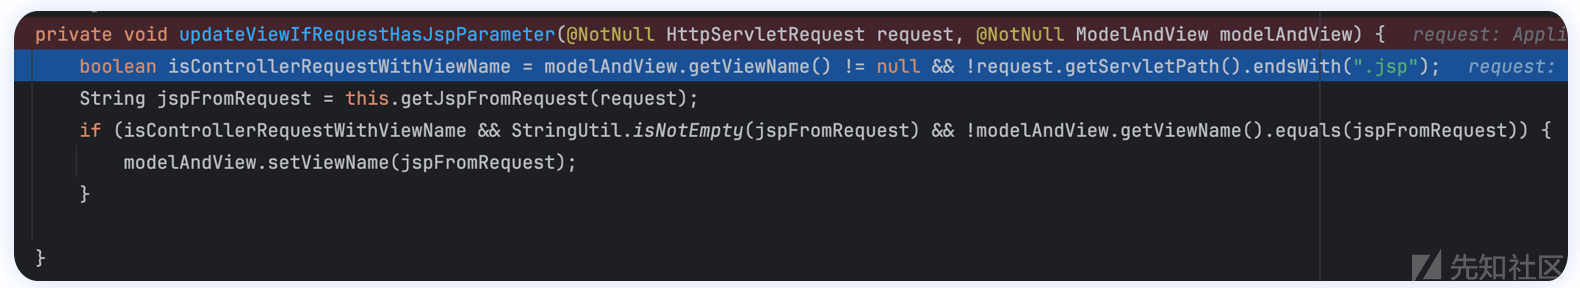 private void updateViewIfRequestHasJspParameter(@NotNull HttpServletRequest request, @NotNull ModelAndView modelAndView) { request: Appli
boolean isControllerRequestWithViewName = modelAndView.getViewName() != null && !request.getServletPath().endsWith(".jsp"); request:
String jspFromRequest = this.getJspFromRequest(request);
if (isControllerRequestWithViewName && StringUtil.isNotEmpty(jspFromRequest) && !modelAndView.getViewName().equals(jspFromRequest)) {
modelAndView.setViewName(jspFromRequest);
}
}
先知社区